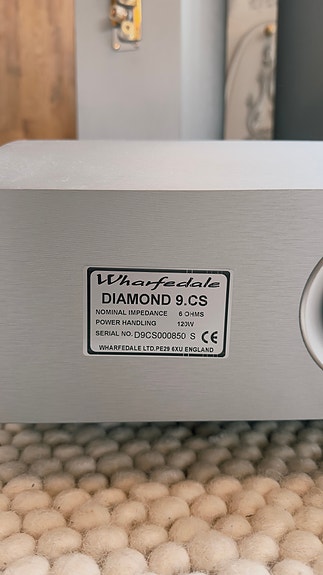 Wharfedale
DIAMOND 9.CS
NOMINAL IMPEDANCE 6 OHMS
POWER HANDLING 120W
SERIAL NO. D9CS000850 S CE
WHARFEDALE LTD.PE29 6XU ENGLAND